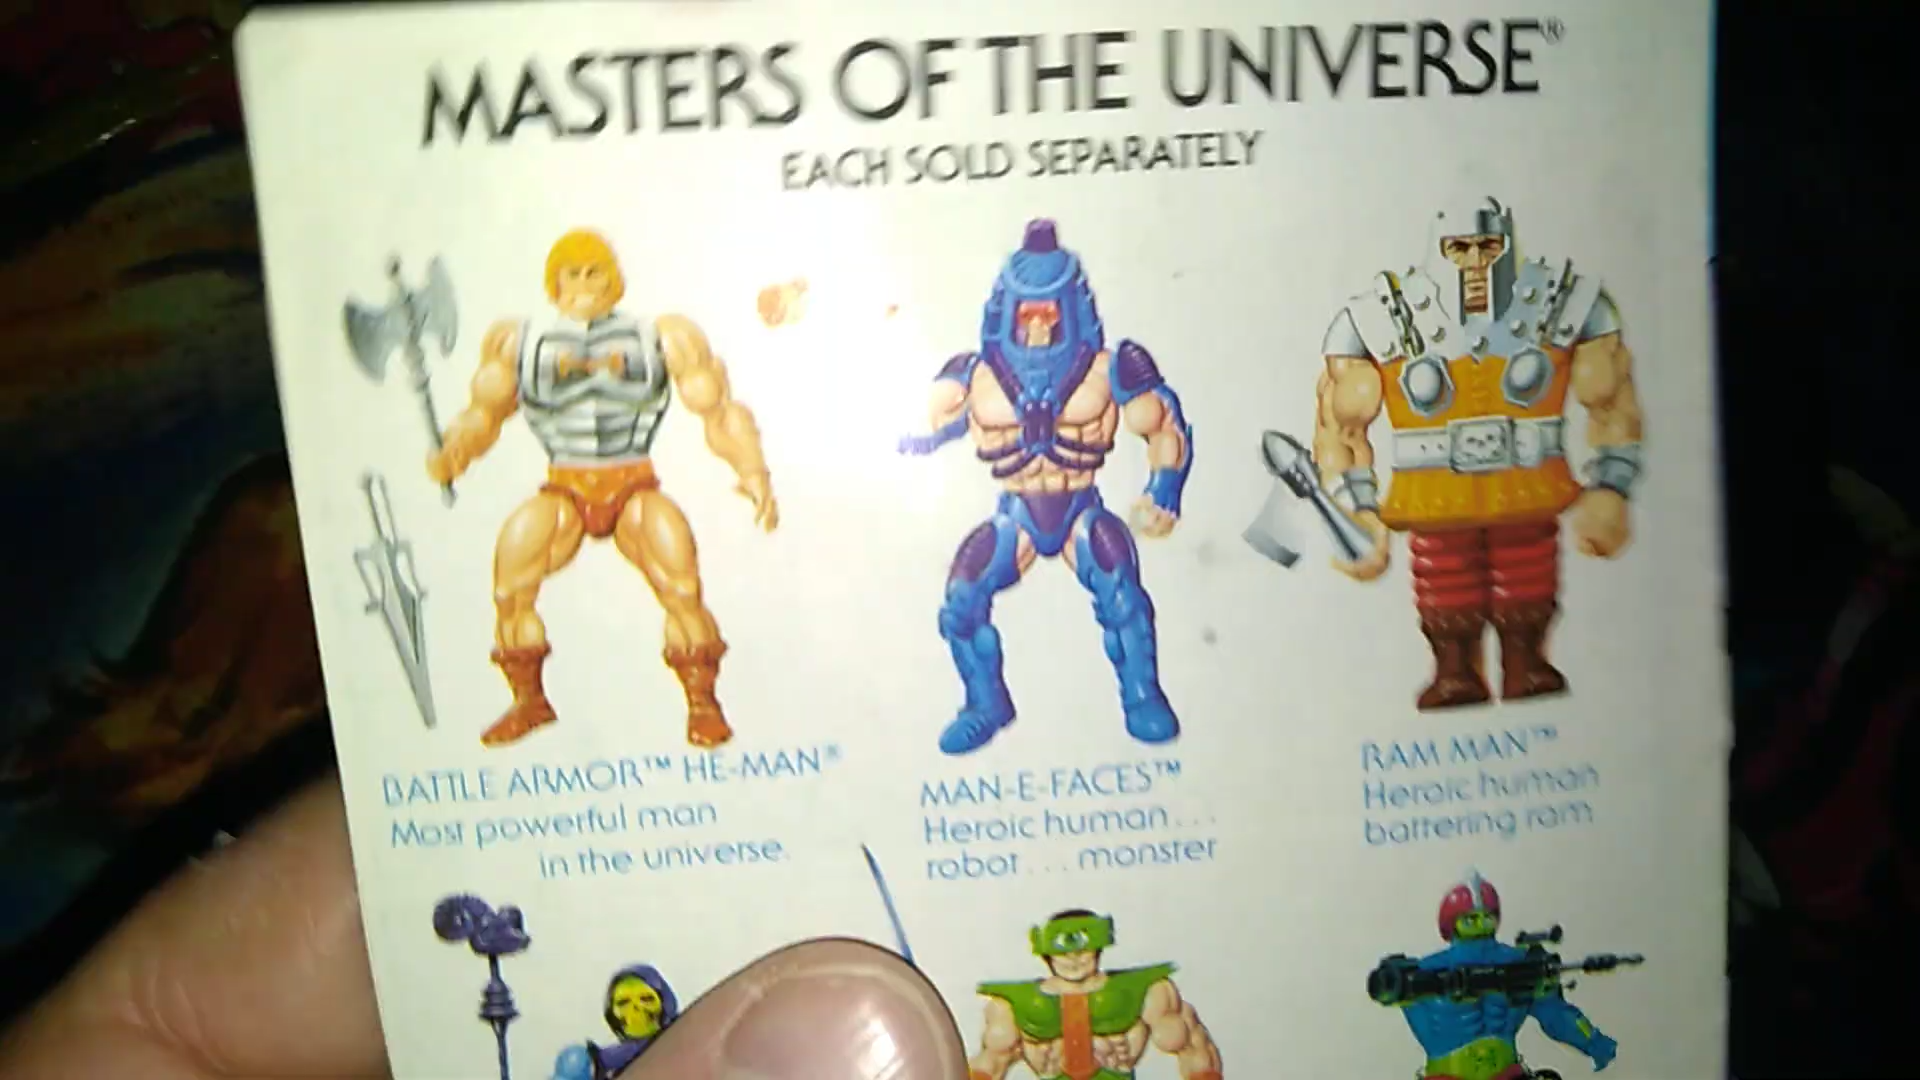 MASTERS OF THE UNIVERSE®
EACH SOLD SEPARATELY
BATTLE ARMOR™ HE-MAN®
Most powerful man
in the universe.
MAN-E-FACES™
Heroic human...
robot...monster
RAM MAN™
Heroic human
battering ram